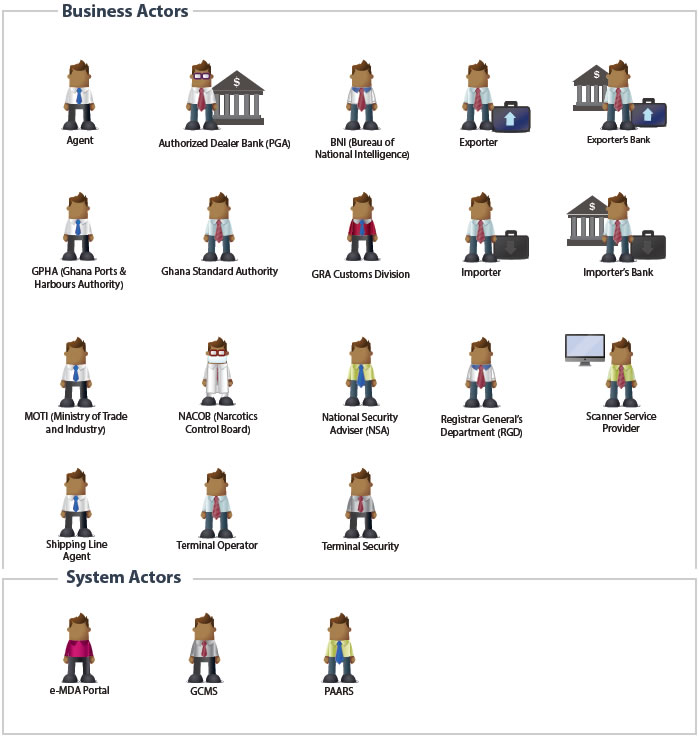 Business Actors
$
$
Agent
Authorized Dealer Bank (PGA)
BNI (Bureau of
National Intelligence)
Exporter
Exporter's Bank
$
GPHA (Ghana Ports &
Harbours Authority)
Ghana Standard Authority
GRA Customs Division
Importer
Importer's Bank
MOTI (Ministry of Trade
and Industry)
NACOB (Narcotics
Control Board)
National Security
Adviser (NSA)
Registrar General's
Department (RGD)
Scanner Service
Provider
Shipping Line
Agent
Terminal Operator
Terminal Security
System Actors
e-MDA Portal
GCMS
PAARS